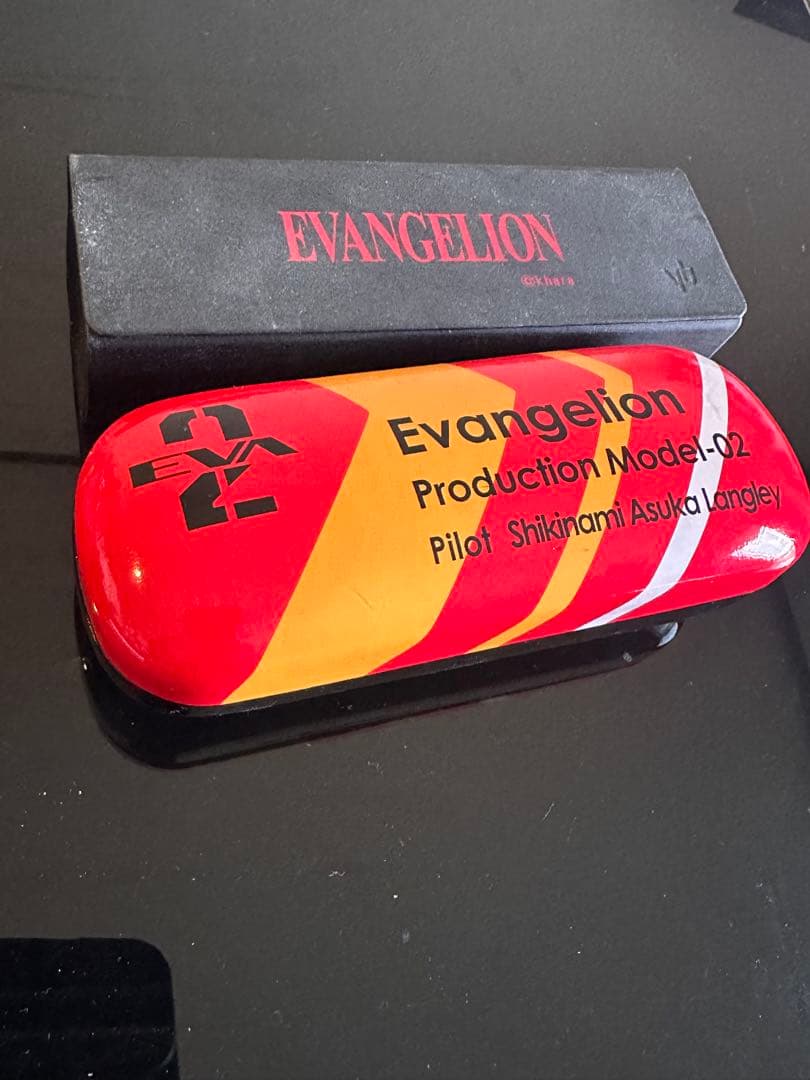 EVANGELION
©khara
02
EVA
Evangelion
Production Model-02
Pilot Shikinami Asuka Langley